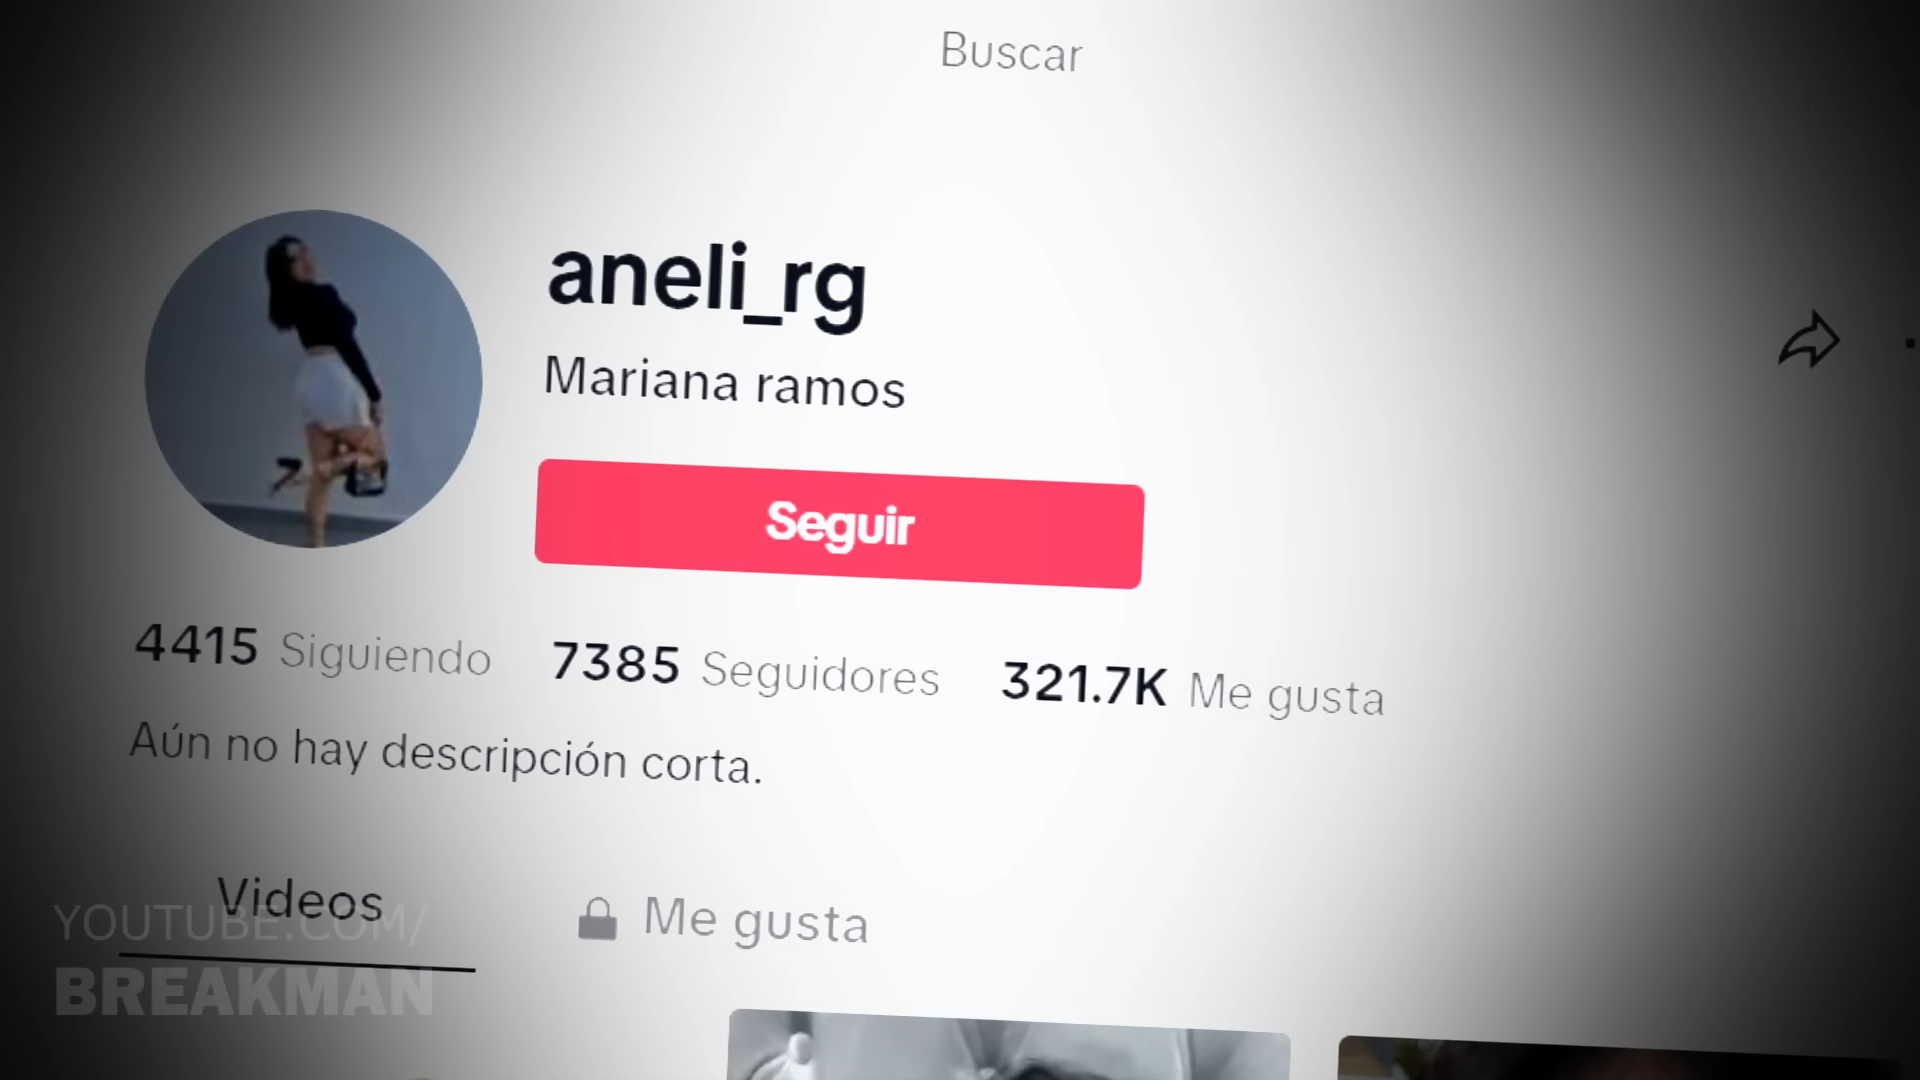 Buscar
aneli_rg
Mariana ramos
Seguir
4415 Siguiendo 7385 Seguidores 321.7K Me gusta
Aún no hay descripción corta.
Videos Me gusta
YOUTUBE.COM/
BREAKMAN